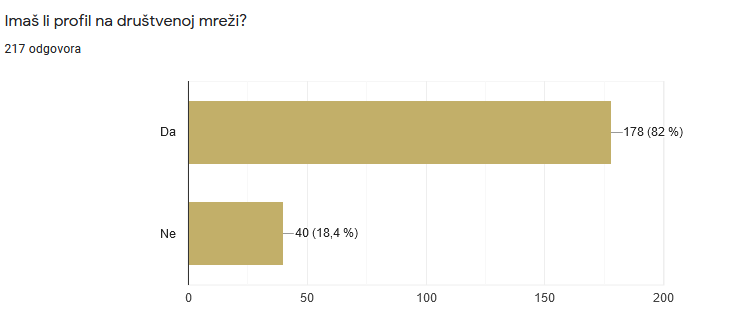 Imaš li profil na društvenoj mreži?
217 odgovora
Da
178 (82 %)
Ne
40 (18,4 %)
0
50
100
150
200